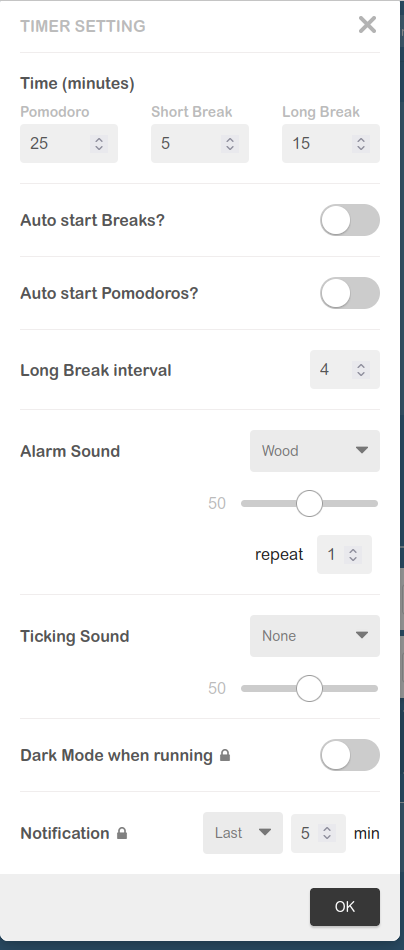 TIMER SETTING
Time (minutes)
Pomodoro Short Break Long Break
25 5 15
Auto start Breaks?
Auto start Pomodoros?
Long Break interval 4
Alarm Sound Wood
50
repeat 1
Ticking Sound None
50
Dark Mode when running
Notification Last 5 min
OK